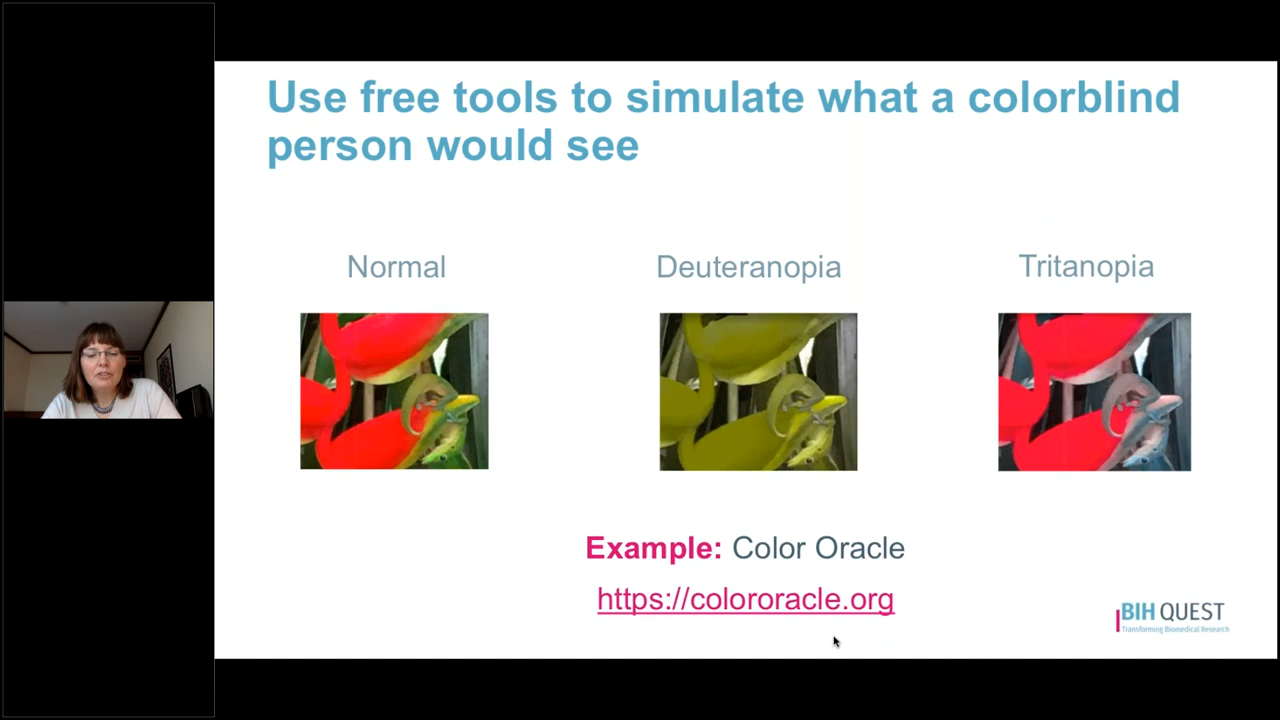 Use free tools to simulate what a colorblind
person would see
Normal
Deuteranopia
Tritanopia
Example: Color Oracle
https://colororacle.org
BIH QUEST
Transforming Biomedical Research